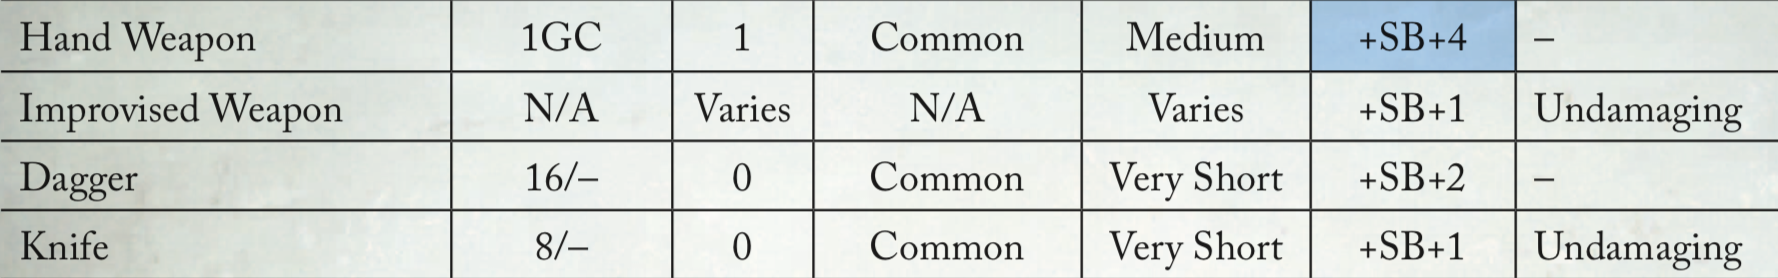 Hand Weapon 1GC 1 Common Medium +SB+4 –
Improvised Weapon N/A Varies N/A Varies +SB+1 Undamaging
Dagger 16/– 0 Common Very Short +SB+2 –
Knife 8/– 0 Common Very Short +SB+1 Undamaging